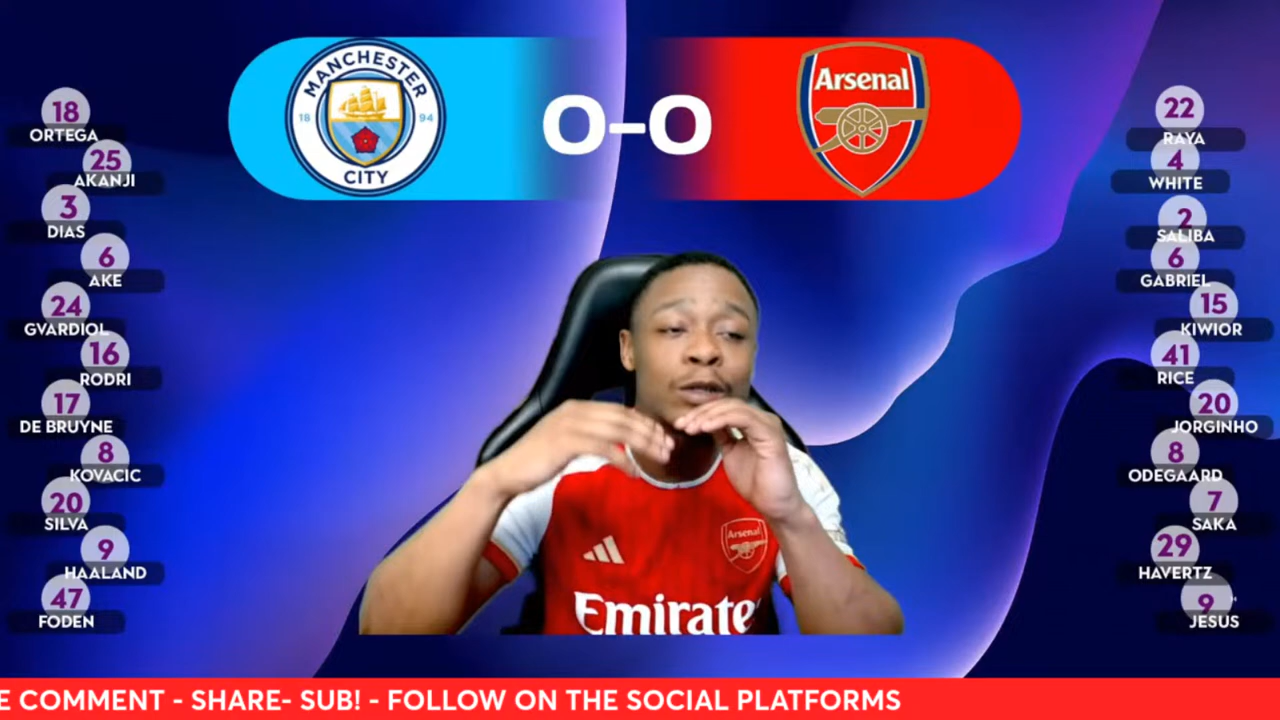 MANCHESTER
18 94
CITY
0-0
Arsenal
18
ORTEGA
25
AKANJI
3
DIAS
6
AKE
24
GVARDIOL
16
RODRI
17
DE BRUYNE
8
KOVACIC
20
SILVA
9
HAALAND
47
FODEN
22
RAYA
4
WHITE
2
SALIBA
6
GABRIEL
15
KIWIOR
41
RICE
20
JORGINHO
8
ODEGAARD
7
SAKA
29
HAVERTZ
9
JESUS
Arsenal
Emirates
E COMMENT - SHARE- SUB! - FOLLOW ON THE SOCIAL PLATFORMS